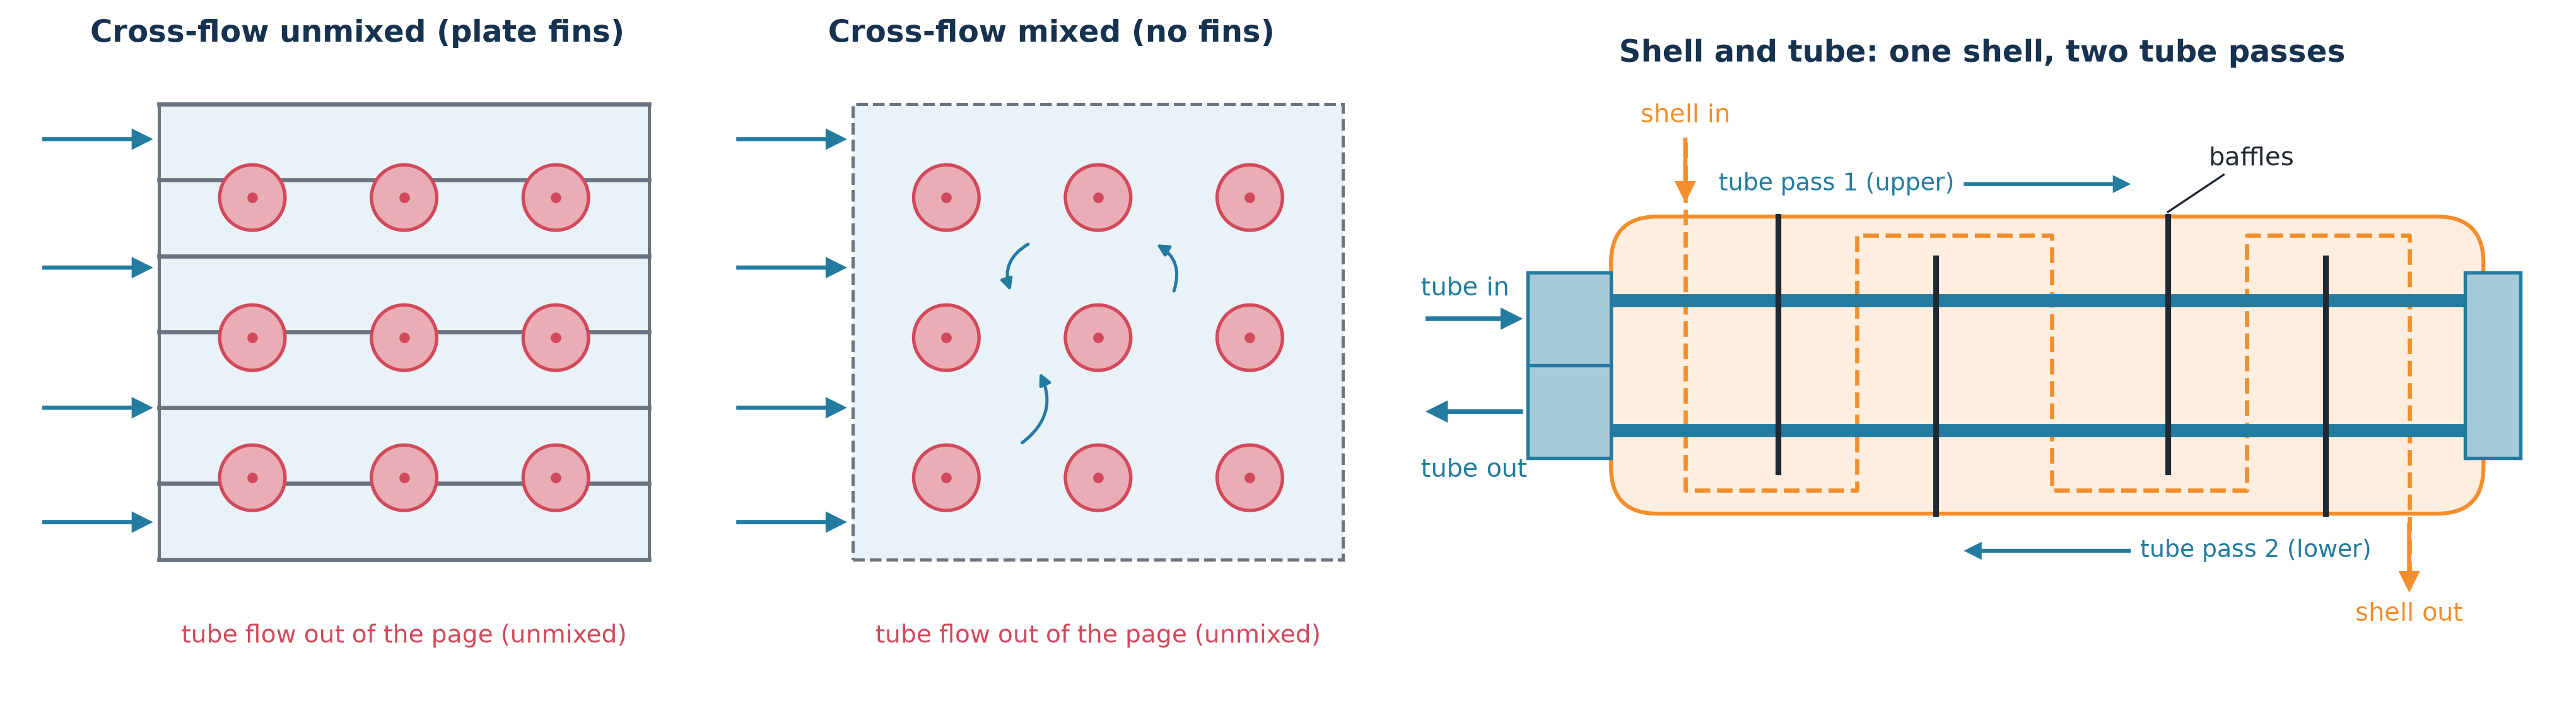 Cross-flow unmixed (plate fins)
tube flow out of the page (unmixed)
Cross-flow mixed (no fins)
tube flow out of the page (unmixed)
Shell and tube: one shell, two tube passes
shell in
baffles
tube pass 1 (upper)
tube in
tube out
tube pass 2 (lower)
shell out